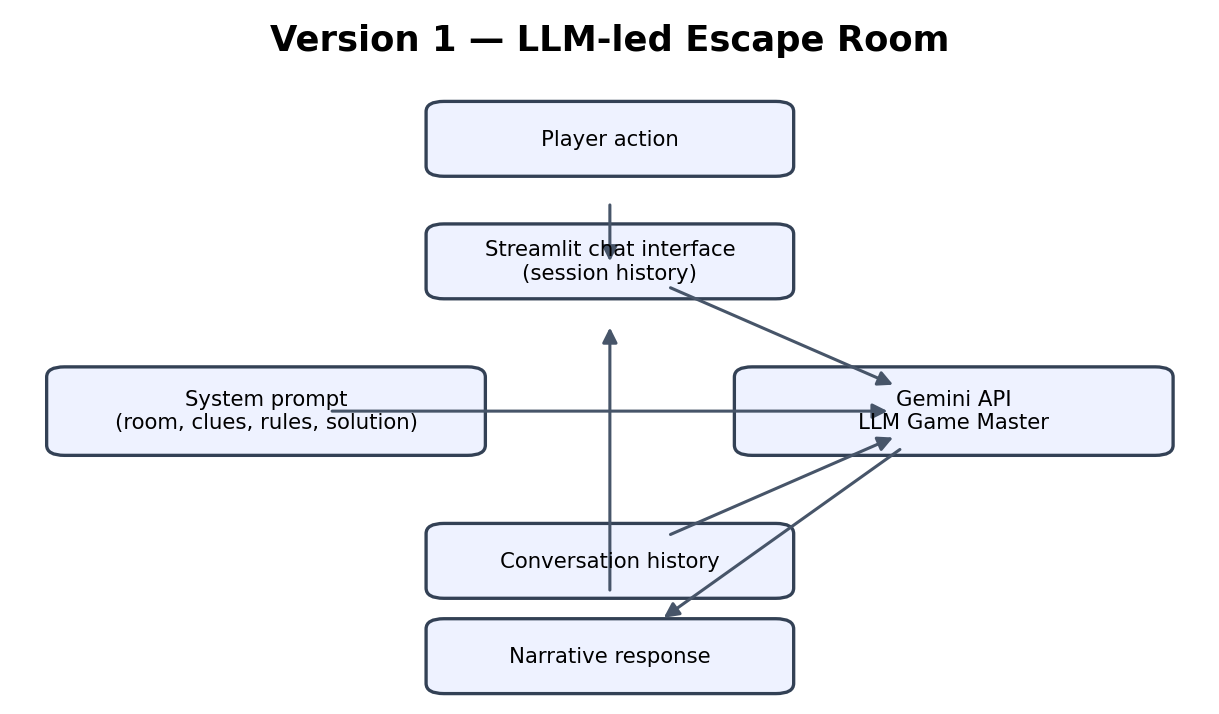 Version 1 — LLM-led Escape Room
Player action
Streamlit chat interface
(session history)
System prompt
(room, clues, rules, solution)
Gemini API
LLM Game Master
Conversation history
Narrative response